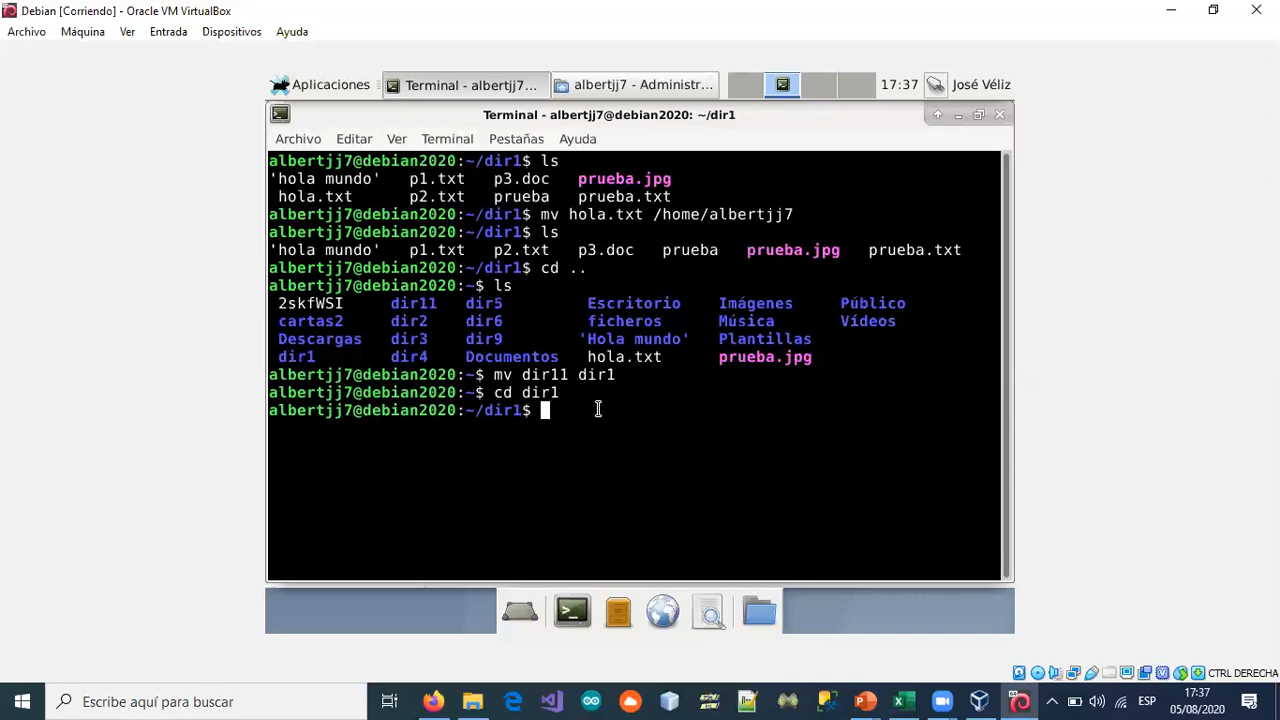 Debian [Corriendo] - Oracle VM VirtualBox
Archivo Máquina Ver Entrada Dispositivos Ayuda
Aplicaciones Terminal - albertjj7... albertjj7 - Administr... 17:37 José Véliz
Terminal - albertjj7@debian2020: ~/dir1
Archivo Editar Ver Terminal Pestañas Ayuda
albertjj7@debian2020:~/dir1$ ls
'hola mundo' p1.txt p3.doc prueba.jpg
hola.txt p2.txt prueba prueba.txt
albertjj7@debian2020:~/dir1$ mv hola.txt /home/albertjj7
albertjj7@debian2020:~/dir1$ ls
'hola mundo' p1.txt p2.txt p3.doc prueba prueba.jpg prueba.txt
albertjj7@debian2020:~/dir1$ cd ..
albertjj7@debian2020:~$ ls
2skfWSI dir11 dir5 Escritorio Imágenes Público
cartas2 dir2 dir6 ficheros Música Vídeos
Descargas dir3 dir9 'Hola mundo' Plantillas
dir1 dir4 Documentos hola.txt prueba.jpg
albertjj7@debian2020:~$ mv dir11 dir1
albertjj7@debian2020:~$ cd dir1
albertjj7@debian2020:~/dir1$
CTRL DERECHA
Escribe aquí para buscar
ESP
17:37
05/08/2020